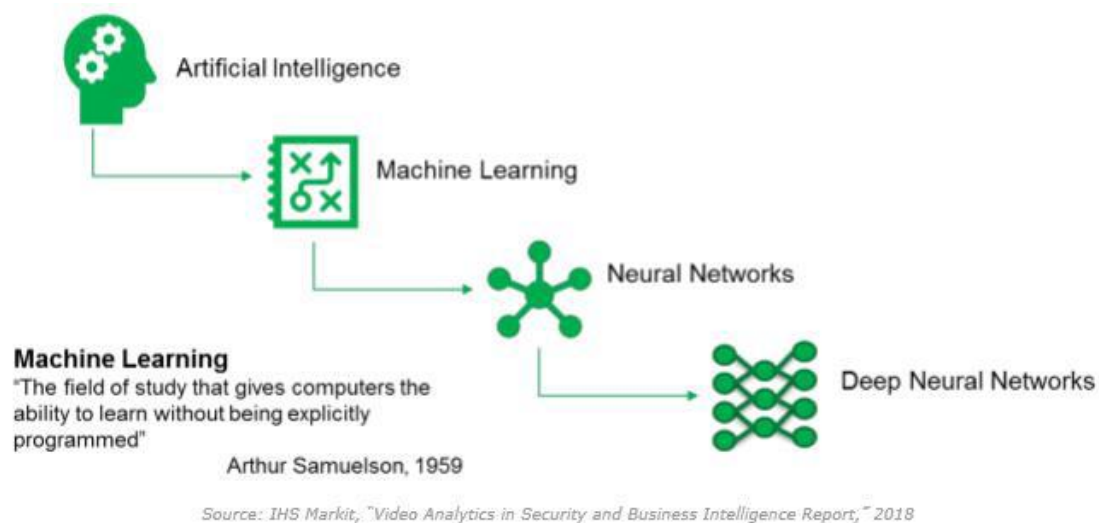 Artificial Intelligence
Machine Learning
Neural Networks
Deep Neural Networks
Machine Learning
"The field of study that gives computers the
ability to learn without being explicitly
programmed"
Arthur Samuelson, 1959
Source: IHS Markit, "Video Analytics in Security and Business Intelligence Report," 2018